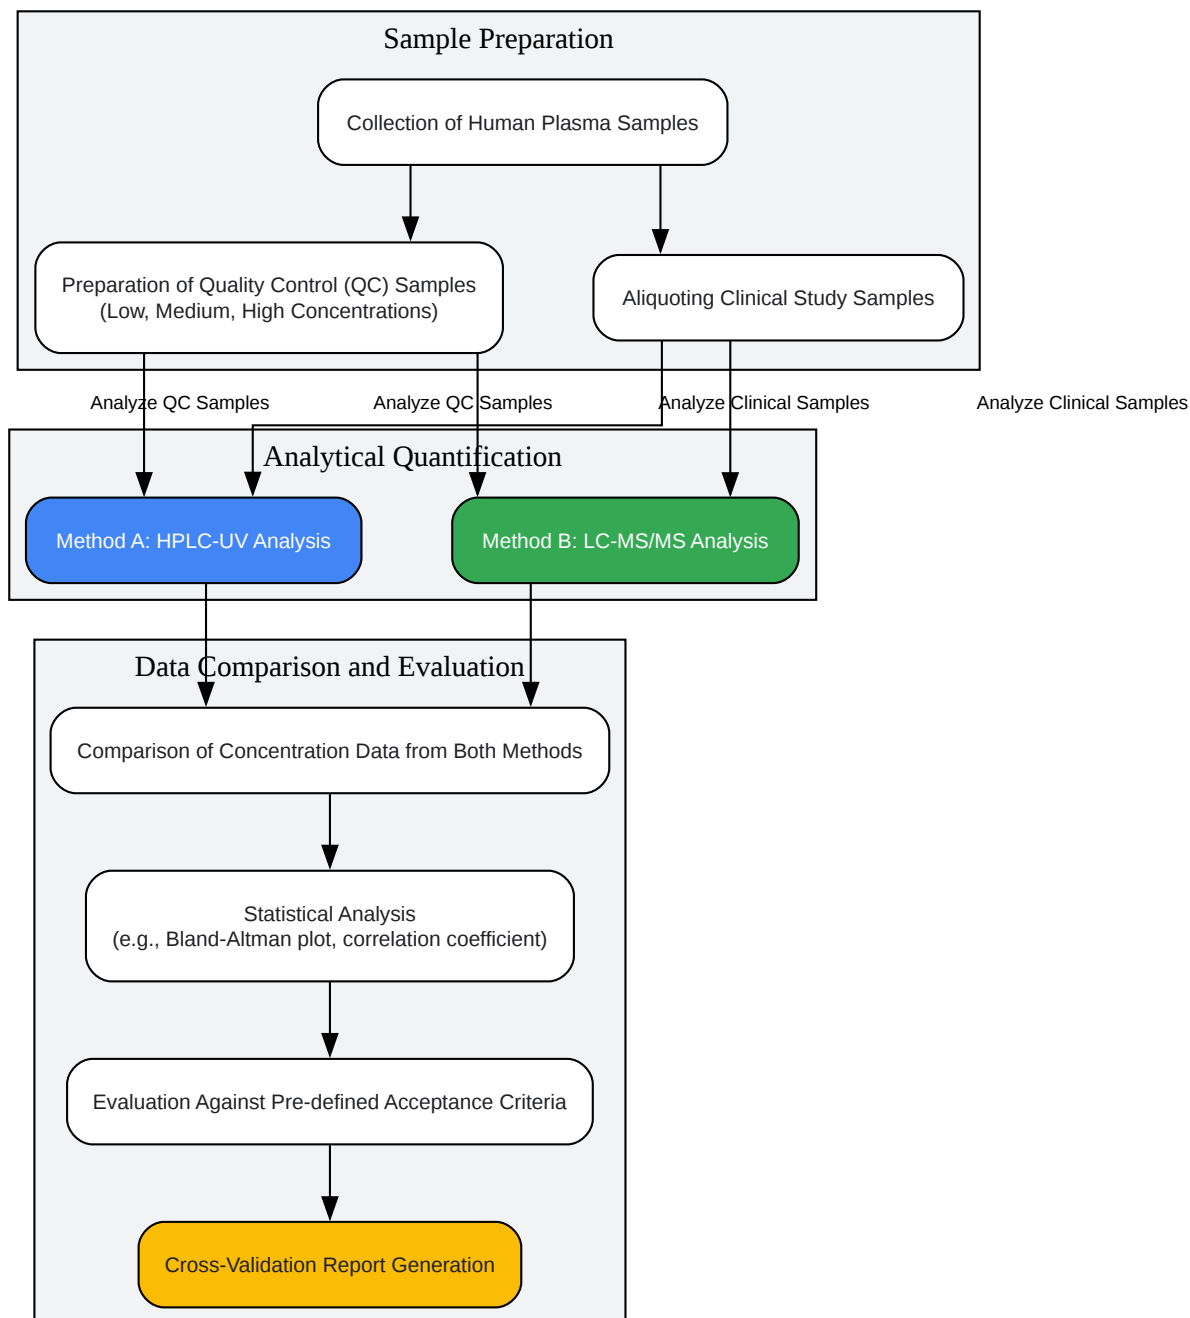 Sample Preparation
Collection of Human Plasma Samples
Preparation of Quality Control (QC) Samples
(Low, Medium, High Concentrations)
Aliquoting Clinical Study Samples
Analyze QC Samples
Analyze QC Samples
Analyze Clinical Samples
Analyze Clinical Samples
Analytical Quantification
Method A: HPLC-UV Analysis
Method B: LC-MS/MS Analysis
Data Comparison and Evaluation
Comparison of Concentration Data from Both Methods
Statistical Analysis
(e.g., Bland-Altman plot, correlation coefficient)
Evaluation Against Pre-defined Acceptance Criteria
Cross-Validation Report Generation